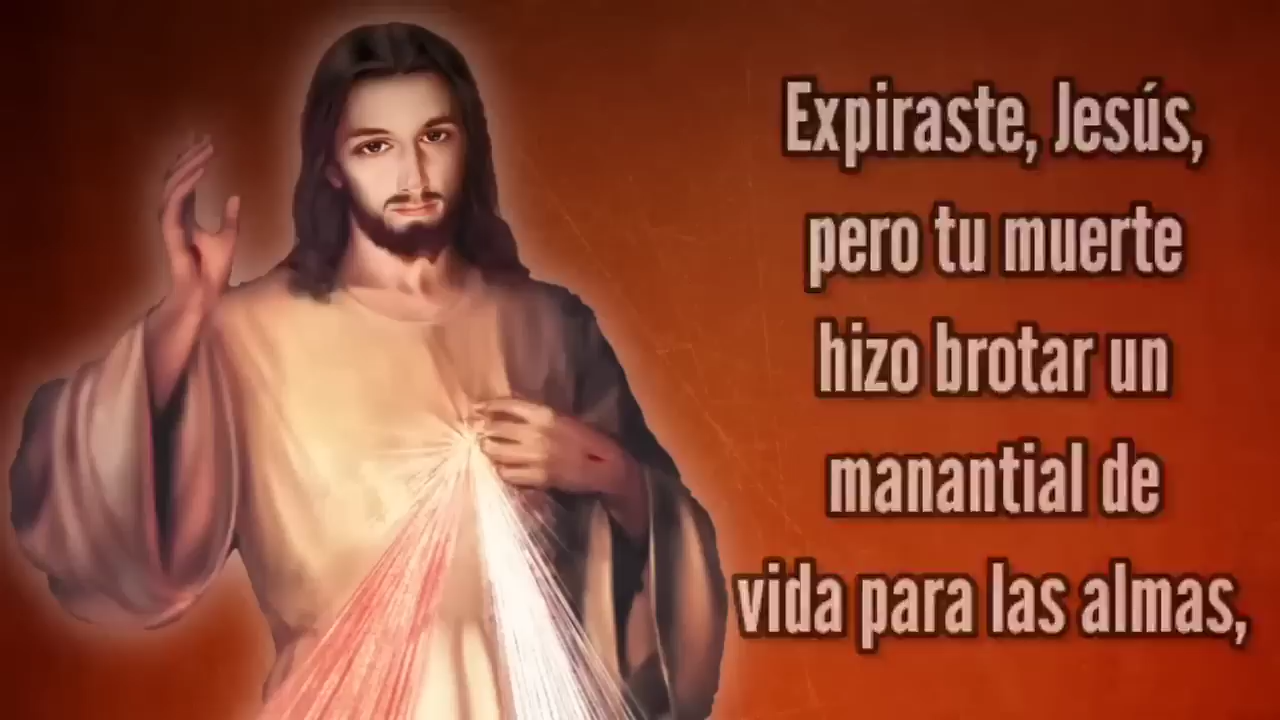 Expiraste, Jesús,
pero tu muerte
hizo brotar un
manantial de
vida para las almas,